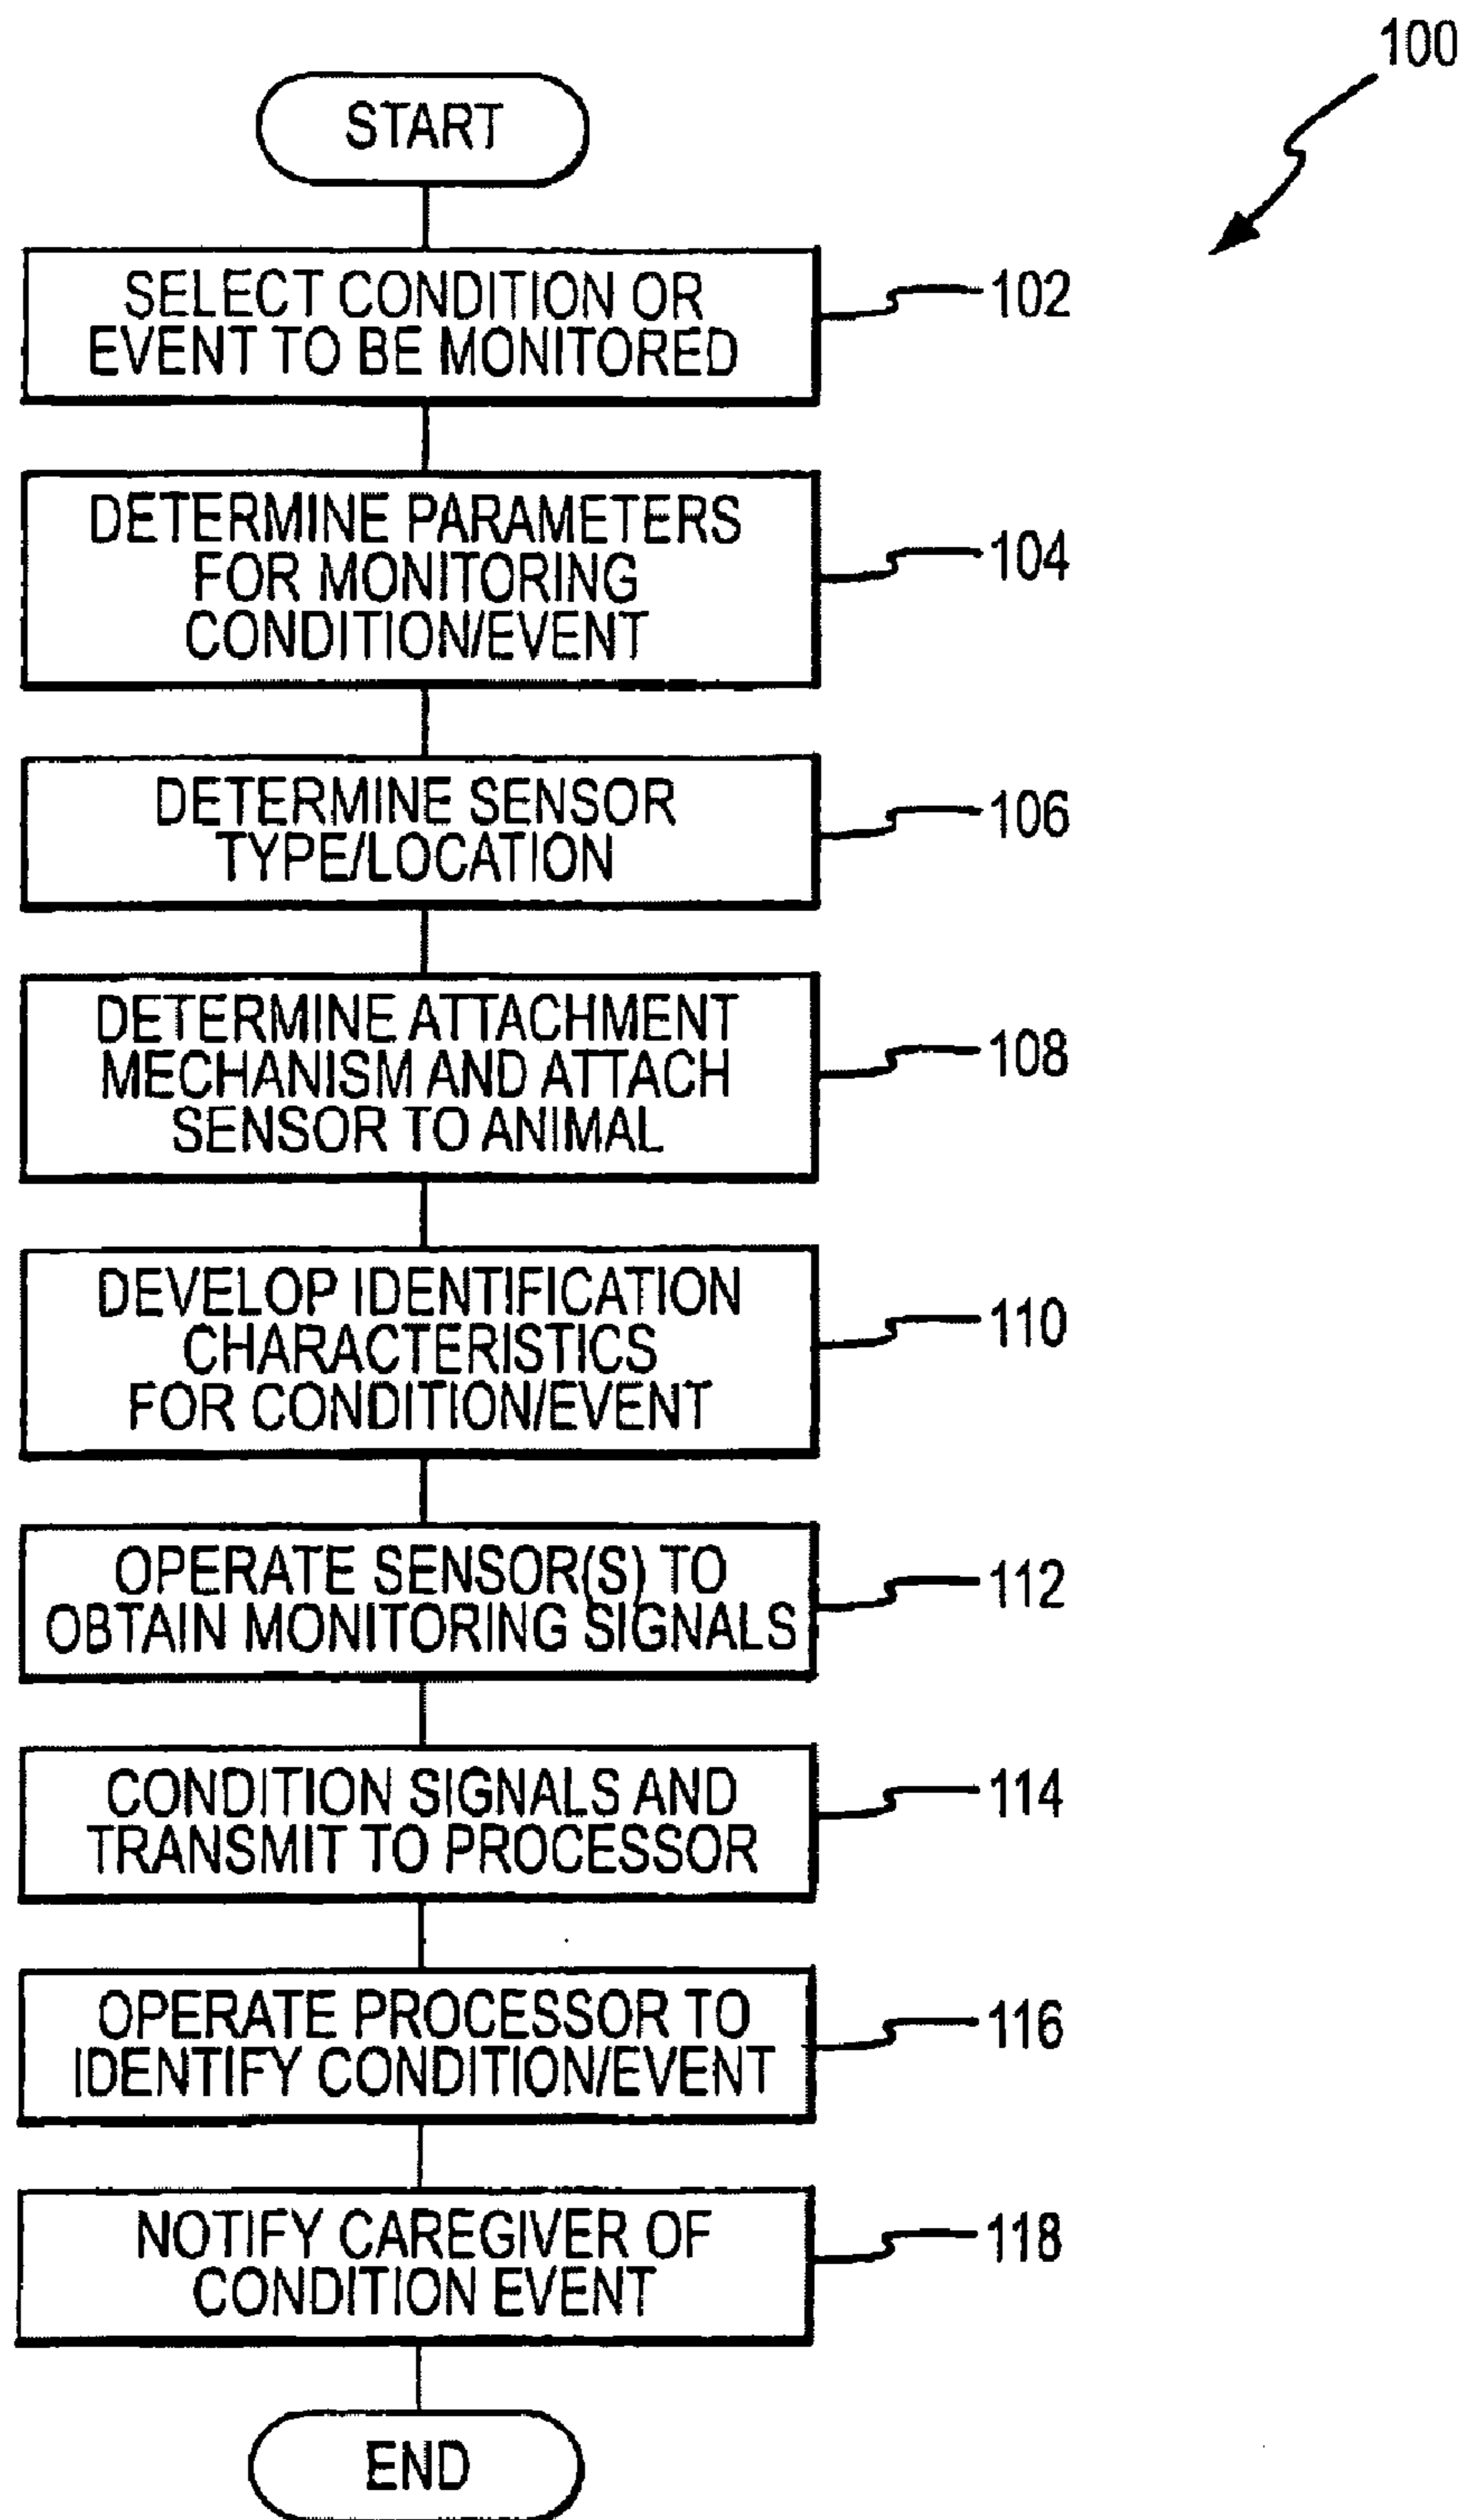 100
START
SELECT CONDITION OR
EVENT TO BE MONITORED
102
DETERMINE PARAMETERS
FOR MONITORING
CONDITION/EVENT
104
DETERMINE SENSOR
TYPE/LOCATION
106
DETERMINE ATTACHMENT
MECHANISM AND ATTACH
SENSOR TO ANIMAL
108
DEVELOP IDENTIFICATION
CHARACTERISTICS
FOR CONDITION/EVENT
110
OPERATE SENSOR(S) TO
OBTAIN MONITORING SIGNALS
112
CONDITION SIGNALS AND
TRANSMIT TO PROCESSOR
114
OPERATE PROCESSOR TO
IDENTIFY CONDITION/EVENT
116
NOTIFY CAREGIVER OF
CONDITION EVENT
118
END